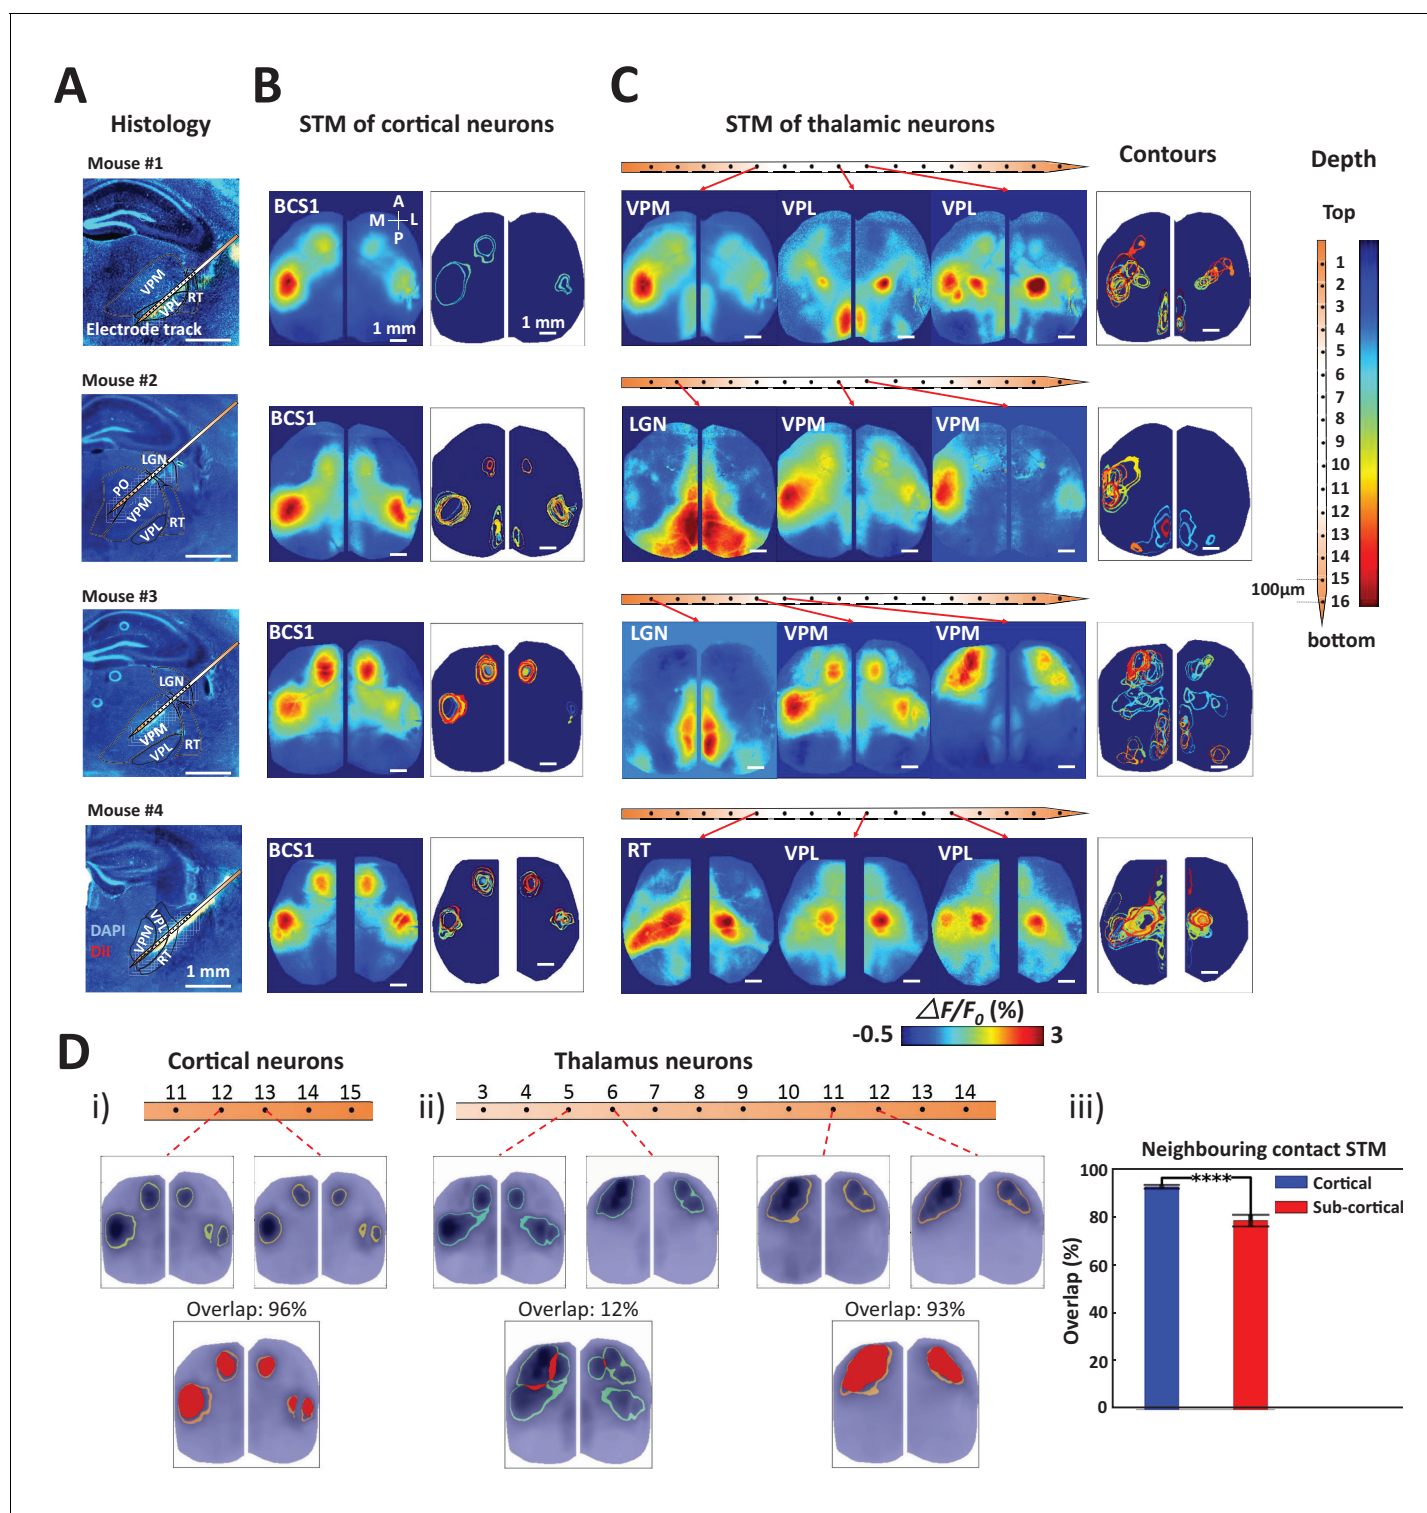 A
B
C
Histology
STM of cortical neurons
STM of thalamic neurons
Contours
Depth
Mouse #1
VPM
VPL
RT
Electrode track
BCS1
A
M
L
P
1 mm
1 mm
VPM
VPL
VPL
Top
1
2
3
4
5
6
7
8
9
10
11
12
13
14
15
16
100µm
bottom
Mouse #2
LGN
PO
VPM
RT
VPL
BCS1
LGN
VPM
VPM
Mouse #3
LGN
VPM
VPL
RT
BCS1
LGN
VPM
VPM
Mouse #4
DAPI
DiI
VPM
VPL
RT
1 mm
BCS1
RT
VPL
VPL
△F/F0 (%)
-0.5
3
D
Cortical neurons
Thalamus neurons
i)
11 12 13 14 15
ii)
3 4 5 6 7 8 9 10 11 12 13 14
iii)
Overlap: 96%
Overlap: 12%
Overlap: 93%
Neighbouring contact STM
****
Cortical
Sub-cortical
Overlap (%)
100
80
60
40
20
0